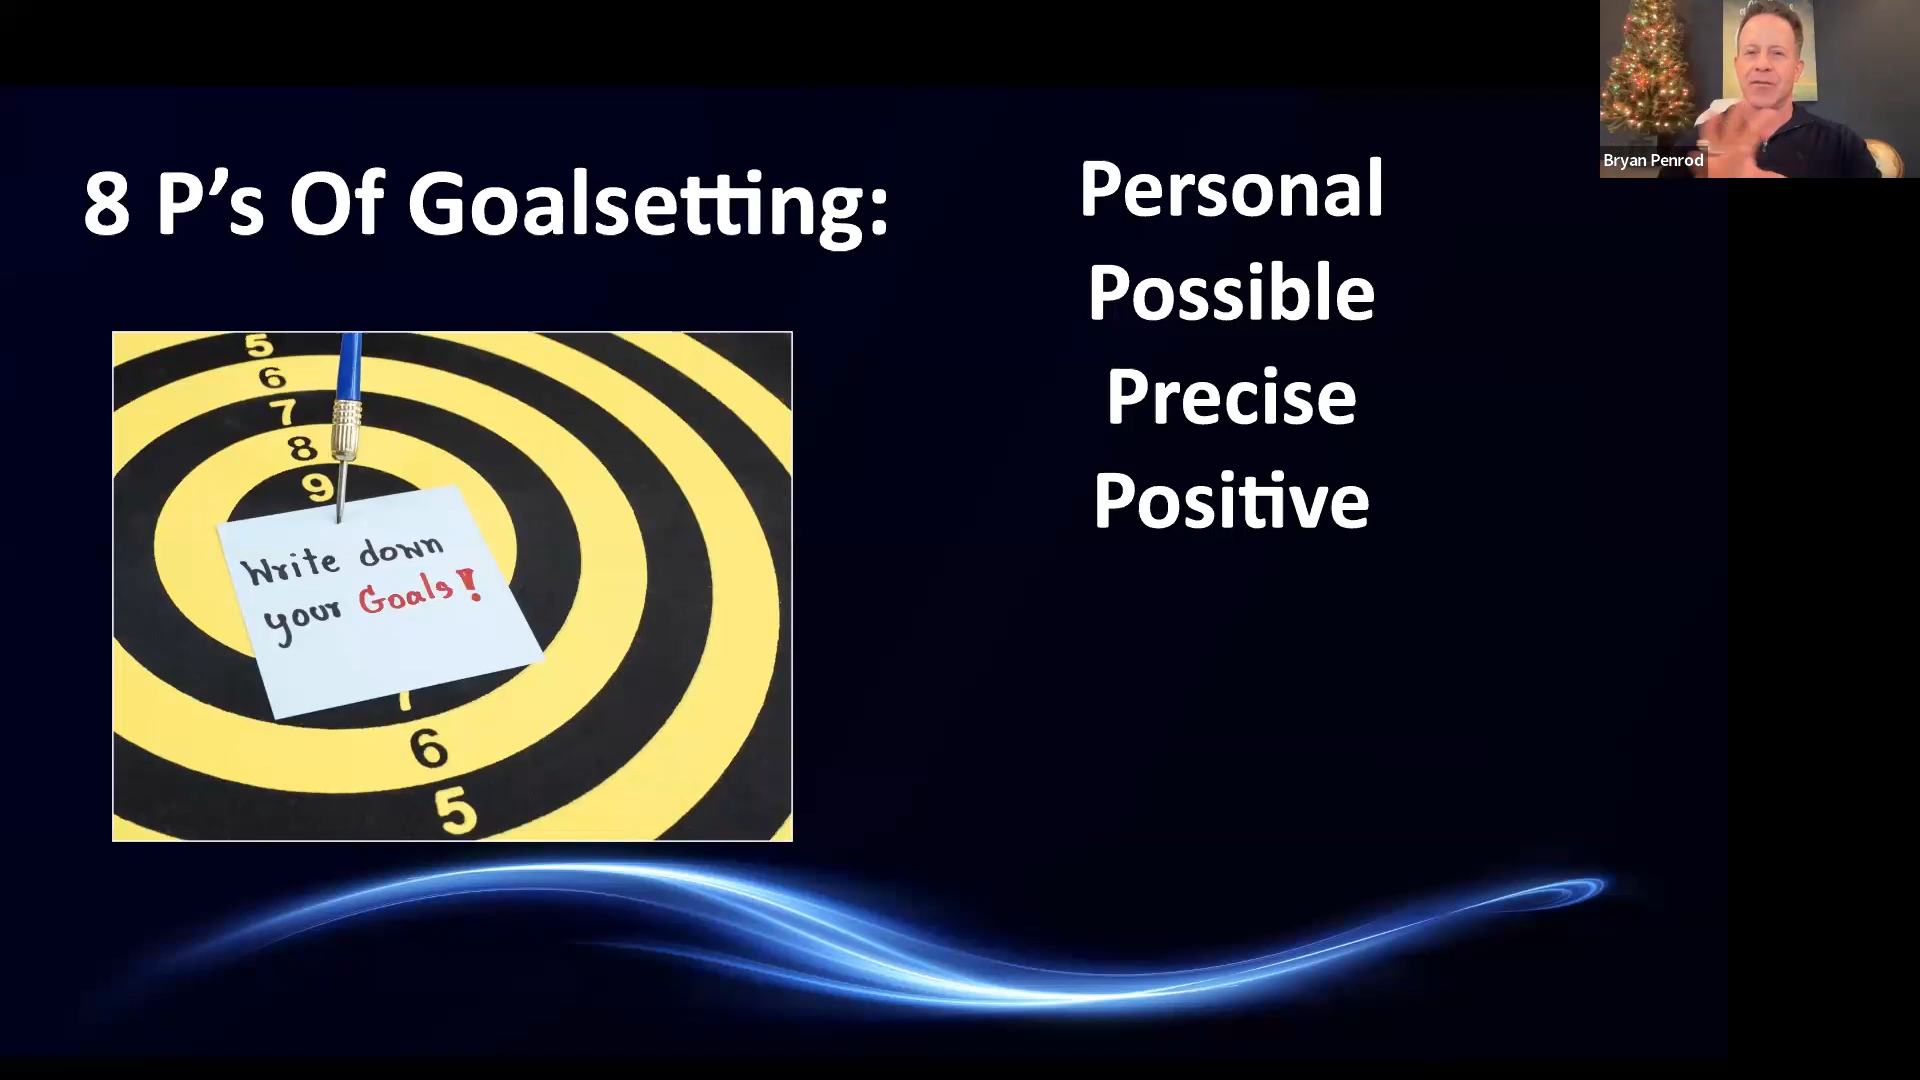 8 P's Of Goalsetting:
Personal
Possible
Precise
Positive
5
6
7
8
9
Write down
your Goals!
7
6
5
Bryan Penrod